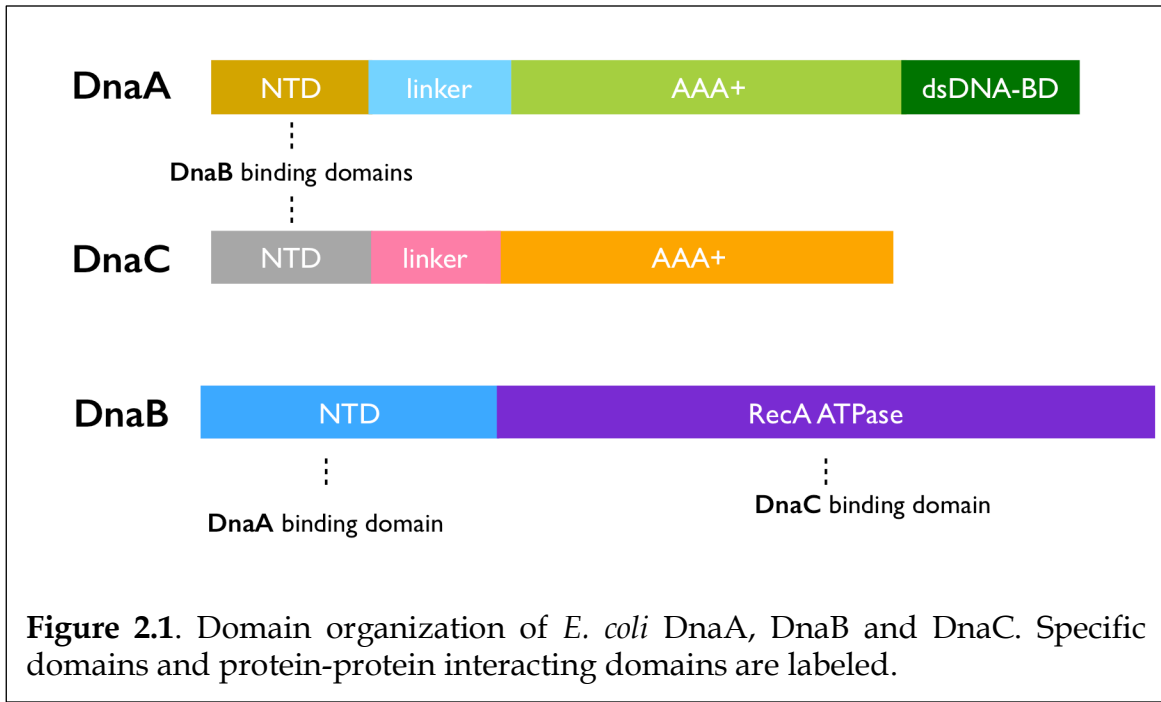 DnaA NTD linker AAA+ dsDNA-BD
DnaB binding domains
DnaC NTD linker AAA+
DnaB NTD RecA ATPase
DnaA binding domain
DnaC binding domain
Figure 2.1. Domain organization of E. coli DnaA, DnaB and DnaC. Specific
domains and protein-protein interacting domains are labeled.